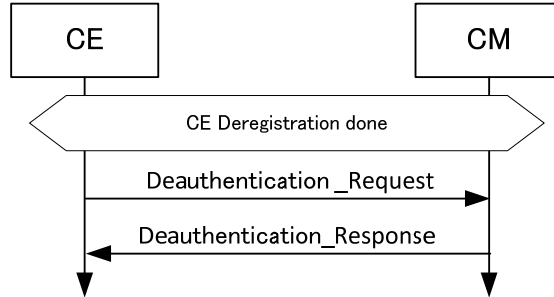 CE
CM
CE Deregistration done
Deauthentication _Request
Deauthentication_Response